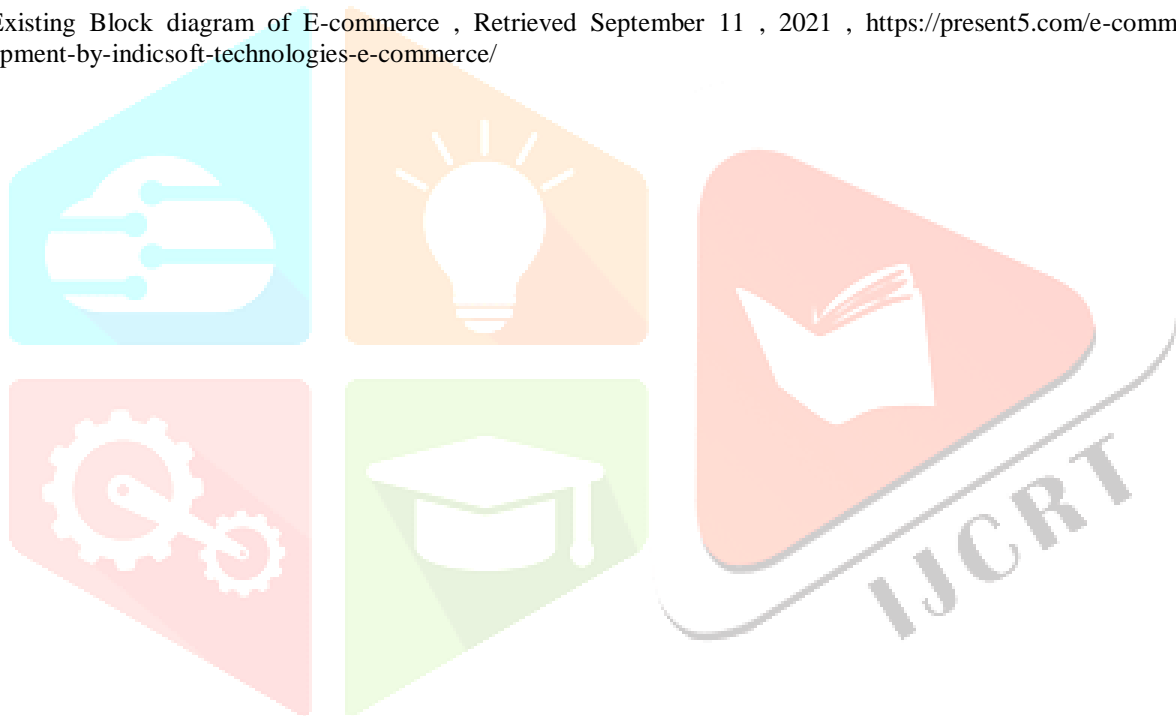 Existing Block diagram of E-commerce , Retrieved September 11 , 2021 , https://present5.com/e-comm
pment-by-indicsoft-technologies-e-commerce/
IJCRT